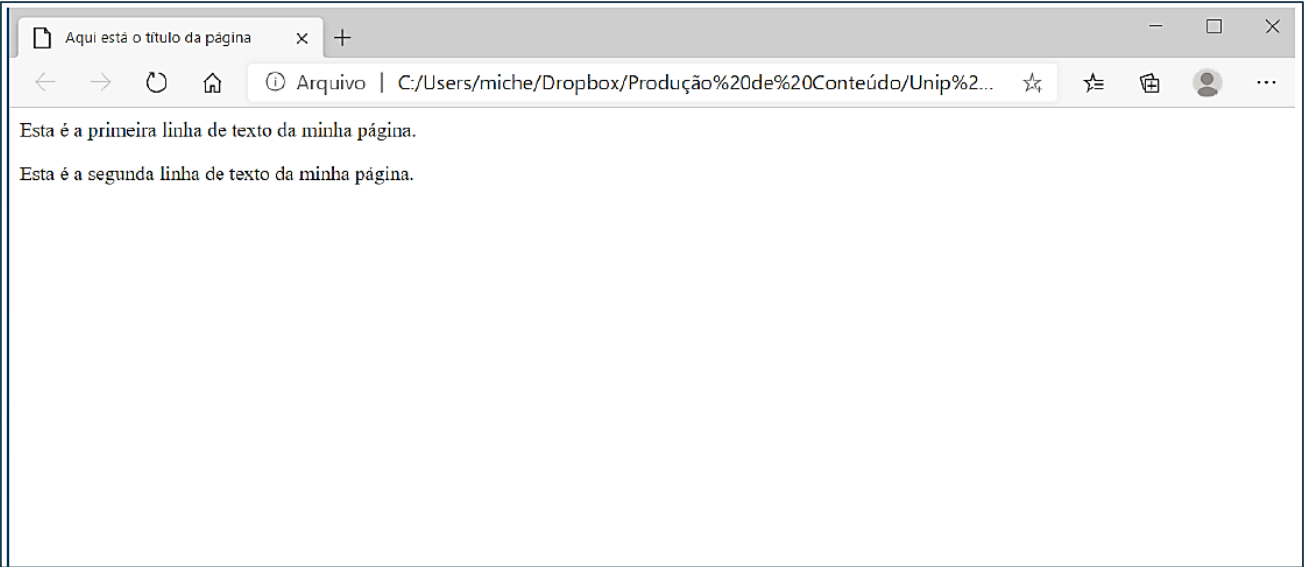 Aqui está o título da página
Arquivo | C:/Users/miche/Dropbox/Produção%20de%20Conteúdo/Unip%2...
Esta é a primeira linha de texto da minha página.
Esta é a segunda linha de texto da minha página.